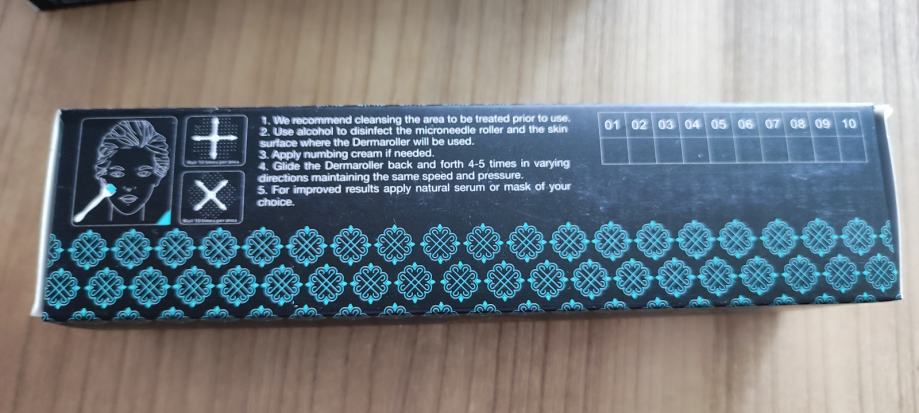 1. We recommend cleansing the area to be treated prior to use.
2. Use alcohol to disinfect the microneedle roller and the skin
surface where the Dermaroller will be used.
3. Apply numbing cream if needed.
4. Glide the Dermaroller back and forth 4-5 times in varying
directions maintaining the same speed and pressure.
5. For improved results apply natural serum or mask of your
choice.
01 02 03 04 05 06 07 08 09 10